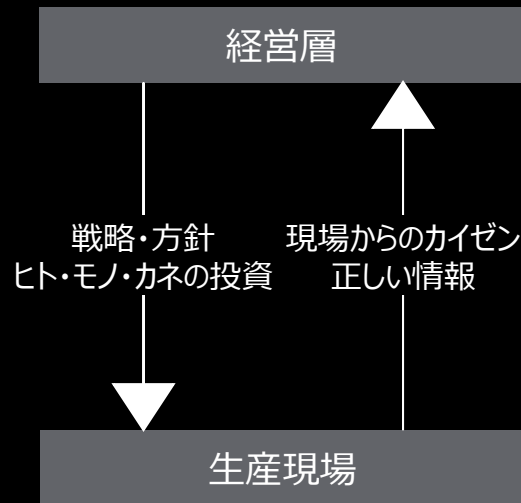 経営層
戦略・方針
ヒト・モノ・カネの投資
現場からのカイゼン
正しい情報
生産現場